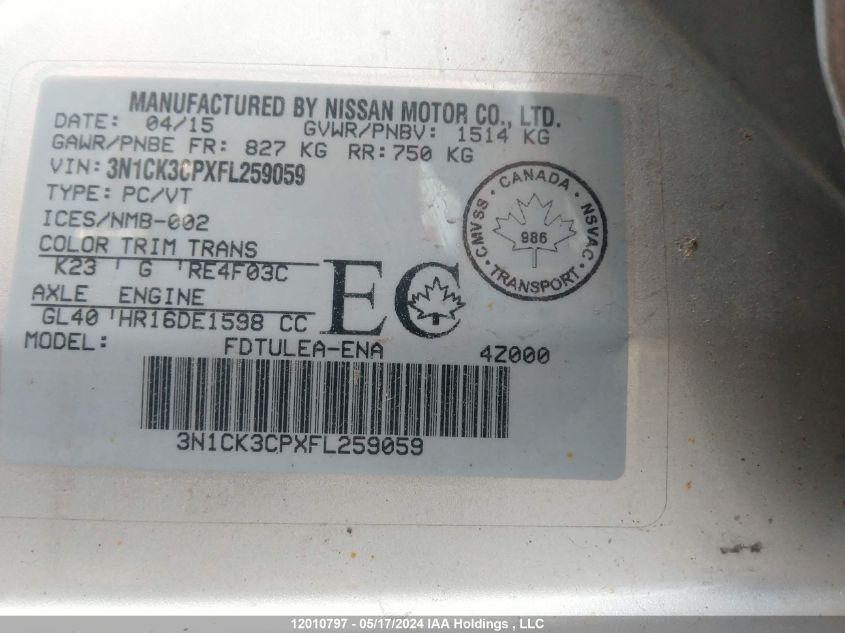 MANUFACTURED BY NISSAN MOTOR CO., LTD.
DATE: 04/15 GVWR/PNBV: 1514 KG
GAWR/PNBE FR: 827 KG RR: 750 KG
VIN: 3N1CK3CPXFL259059
TYPE: PC/VT
ICES/NMB-002
COLOR TRIM TRANS
K23 ' G 'RE4F03C
AXLE ENGINE
GL40 'HR16DE1598 CC
EC
CANADA
CMVSS · NSVAC
986
TRANSPORT
MODEL: FDTULEA-ENA 4Z000
3N1CK3CPXFL259059
12010797 - 05/17/2024 IAA Holdings , LLC